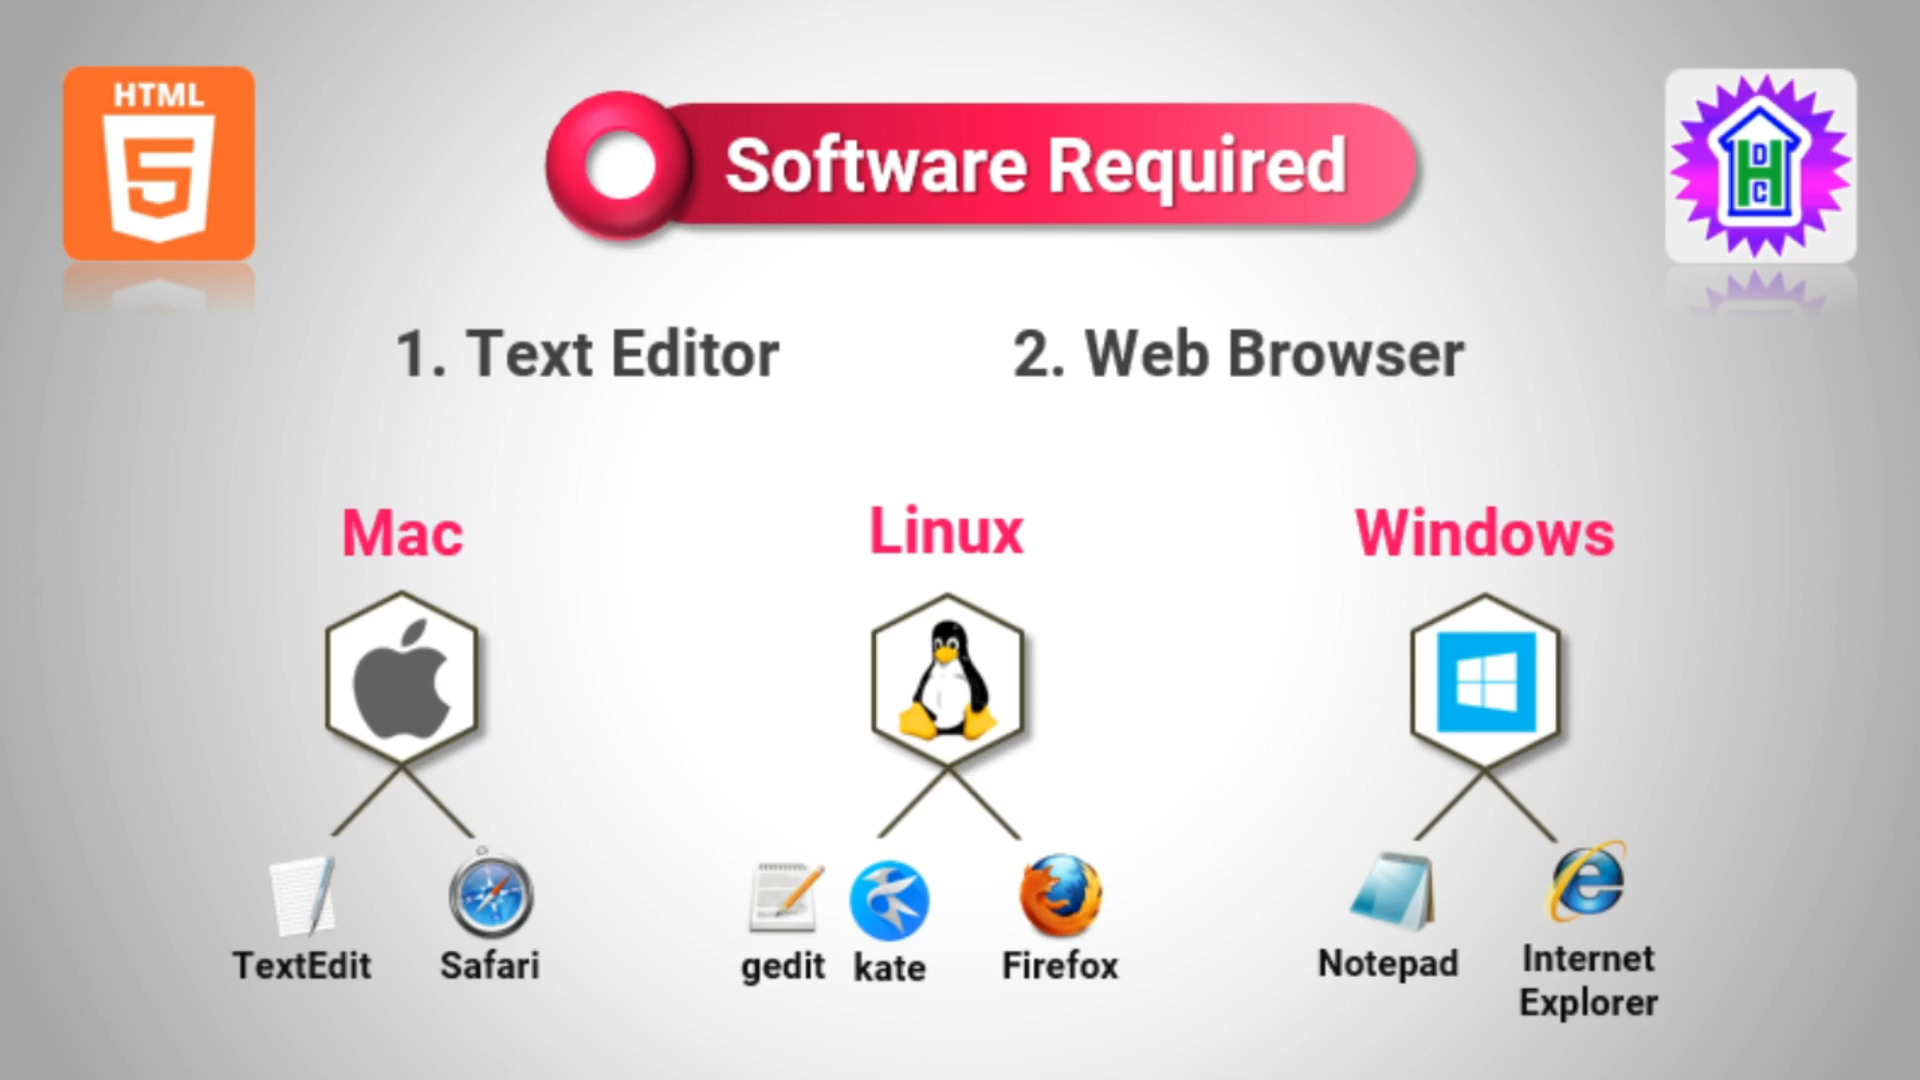 HTML
5
Software Required
D
H
C
1. Text Editor
2. Web Browser
Mac
Linux
Windows
TextEdit
Safari
gedit
kate
Firefox
Notepad
Internet
Explorer